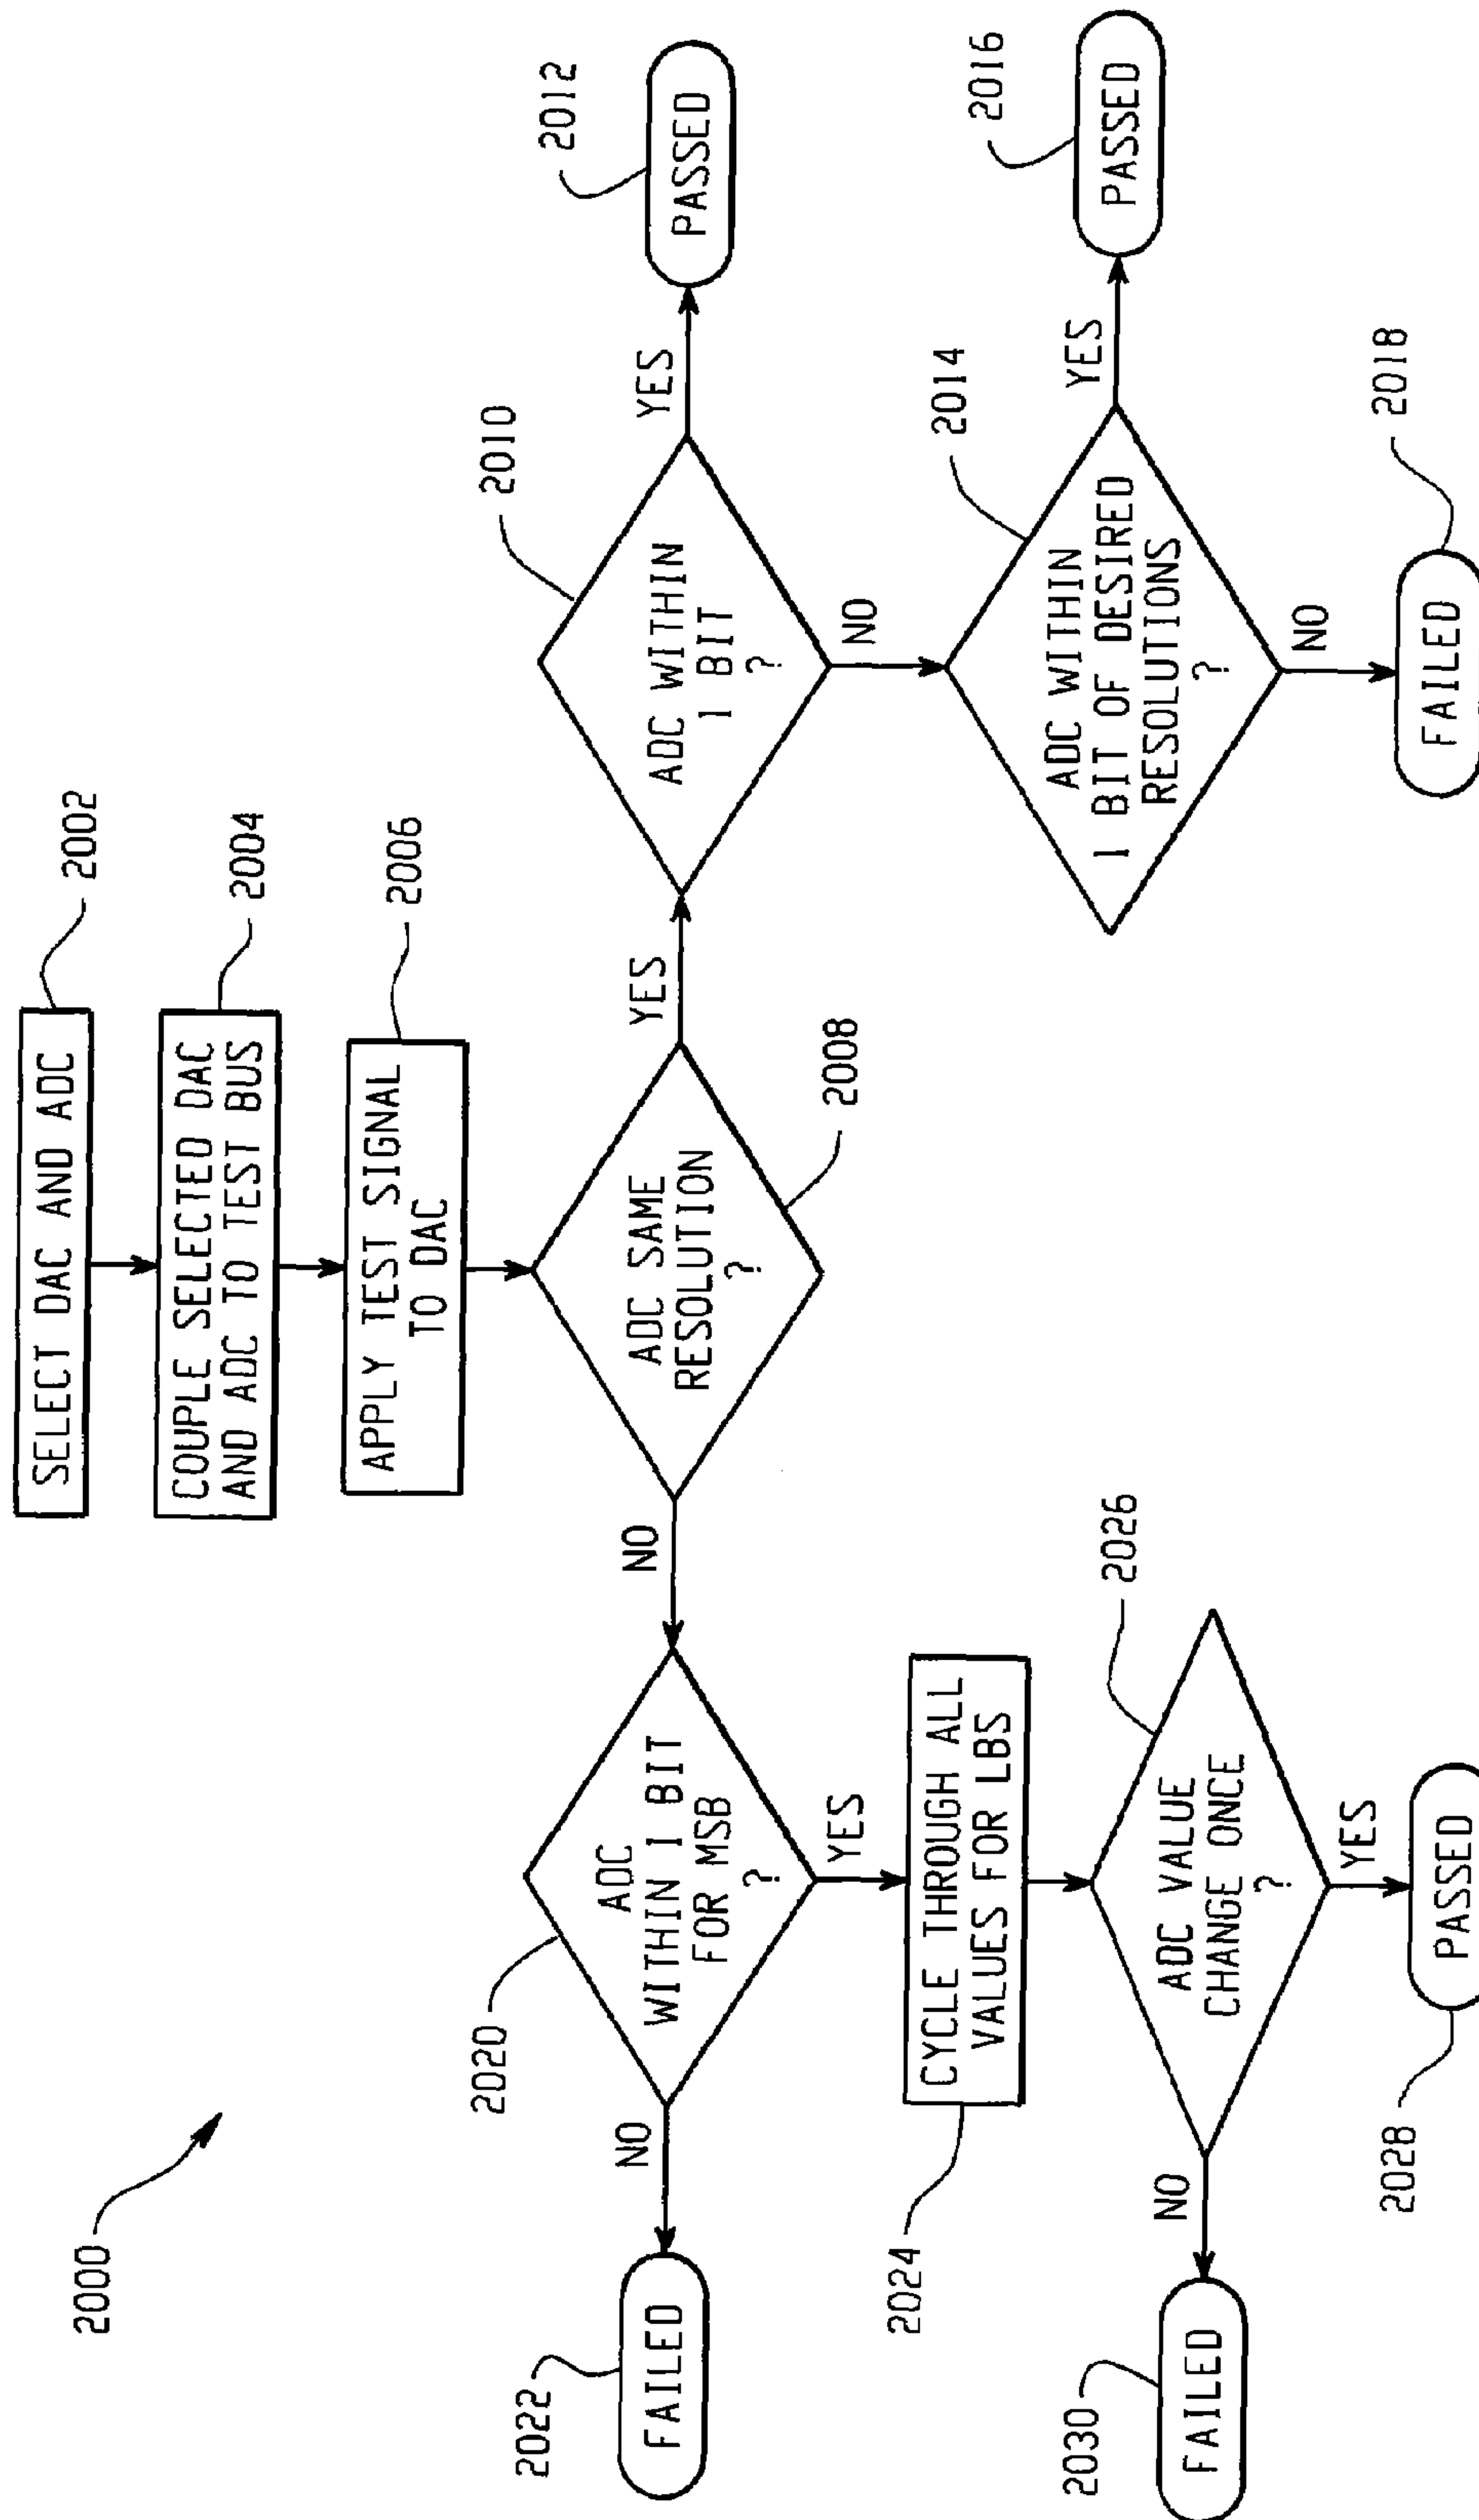 2000
SELECT DAC AND ADC
2002
COUPLE SELECTED DAC
AND ADC TO TEST BUS
2004
APPLY TEST SIGNAL
TO DAC
2006
ADC SAME
RESOLUTION
?
2008
YES
NO
ADC WITHIN
1 BIT
?
2010
YES
PASSED
2012
NO
ADC WITHIN
1 BIT OF DESIRED
RESOLUTIONS
?
2014
YES
PASSED
2016
NO
FAILED
2018
ADC
WITHIN 1 BIT
FOR MSB
?
2020
NO
FAILED
2022
YES
CYCLE THROUGH ALL
VALUES FOR LBS
2024
ADC VALUE
CHANGE ONCE
?
2026
YES
PASSED
2028
NO
FAILED
2030